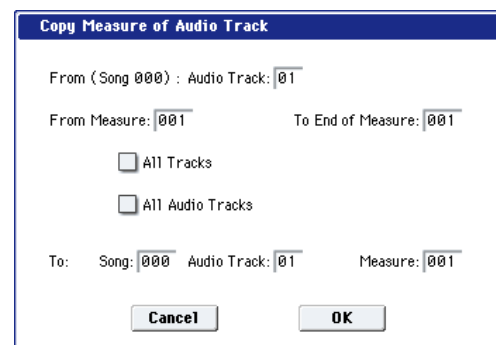 Copy Measure of Audio Track
From (Song 000) : Audio Track: 01
From Measure: 001 To End of Measure: 001
All Tracks
All Audio Tracks
To: Song: 000 Audio Track: 01 Measure: 001
Cancel OK